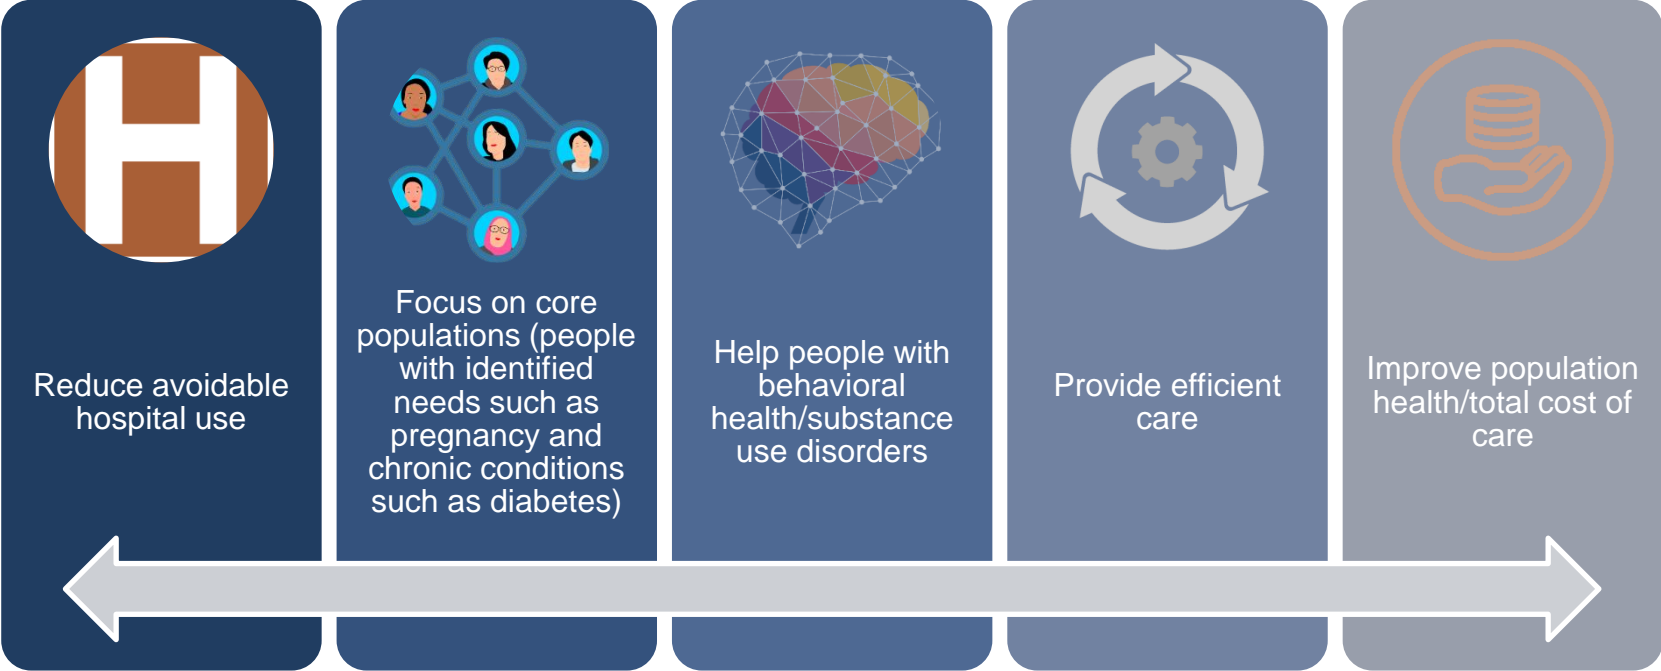 H
Reduce avoidable
hospital use
Focus on core
populations (people
with identified
needs such as
pregnancy and
chronic conditions
such as diabetes)
Help people with
behavioral
health/substance
use disorders
Provide efficient
care
Improve population
health/total cost of
care